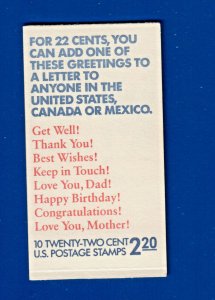 FOR 22 CENTS, YOU
CAN ADD ONE OF
THESE GREETINGS TO
A LETTER TO
ANYONE IN THE
UNITED STATES,
CANADA OR MEXICO.
Get Well!
Thank You!
Best Wishes!
Keep in Touch!
Love You, Dad!
Happy Birthday!
Congratulations!
Love You, Mother!
10 TWENTY-TWO CENT
U.S. POSTAGE STAMPS 2.20